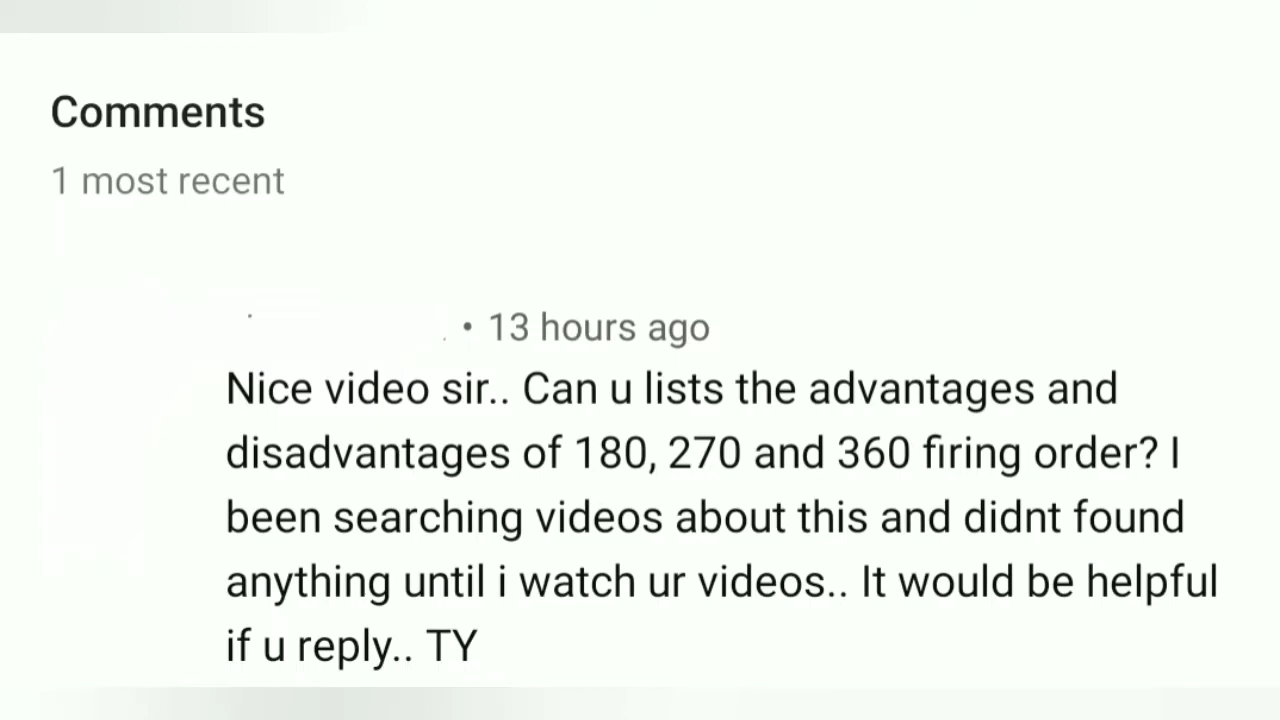 Comments
1 most recent
• 13 hours ago
Nice video sir.. Can u lists the advantages and
disadvantages of 180, 270 and 360 firing order? I
been searching videos about this and didnt found
anything until i watch ur videos.. It would be helpful
if u reply.. TY